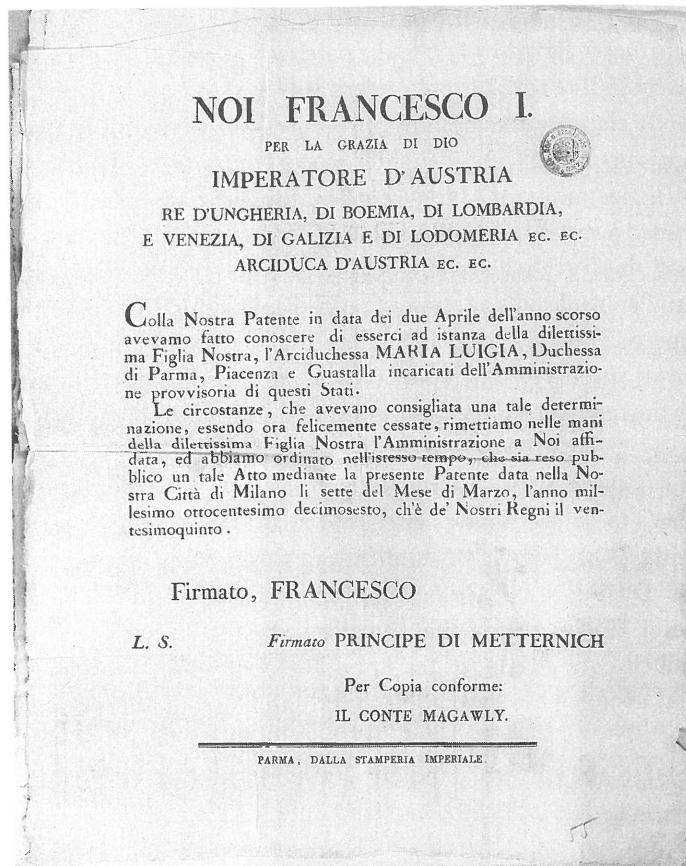 NOI FRANCESCO I.
PER LA GRAZIA DI DIO
IMPERATORE D'AUSTRIA
RE D'UNGHERIA, DI BOEMIA, DI LOMBARDIA,
E VENEZIA, DI GALIZIA E DI LODOMERIA EC. EC.
ARCIDUCA D'AUSTRIA EC. EC.
Colla Nostra Patente in data dei due Aprile dell'anno scorso
avevamo fatto conoscere di esserci ad istanza della dilettissi-
ma Figlia Nostra, l'Arciduchessa MARIA LUIGIA, Duchessa
di Parma, Piacenza e Guastalla incaricati dell'Amministrazio-
ne provvisoria di questi Stati.
Le circostanze, che avevano consigliata una tale determi-
nazione, essendo ora felicemente cessate, rimettiamo nelle mani
della dilettissima Figlia Nostra l'Amministrazione a Noi affi-
data, ed abbiamo ordinato nell'istesso tempo, che sia reso pub-
blico un tale Atto mediante la presente Patente data nella No-
stra Città di Milano li sette del Mese di Marzo, l'anno mil-
lesimo ottocentesimo decimosesto, ch'è de' Nostri Regni il ven-
tesimoquinto.
Firmato, FRANCESCO
L. S. Firmato PRINCIPE DI METTERNICH
Per Copia conforme:
IL CONTE MAGAWLY.
PARMA, DALLA STAMPERIA IMPERIALE.
55